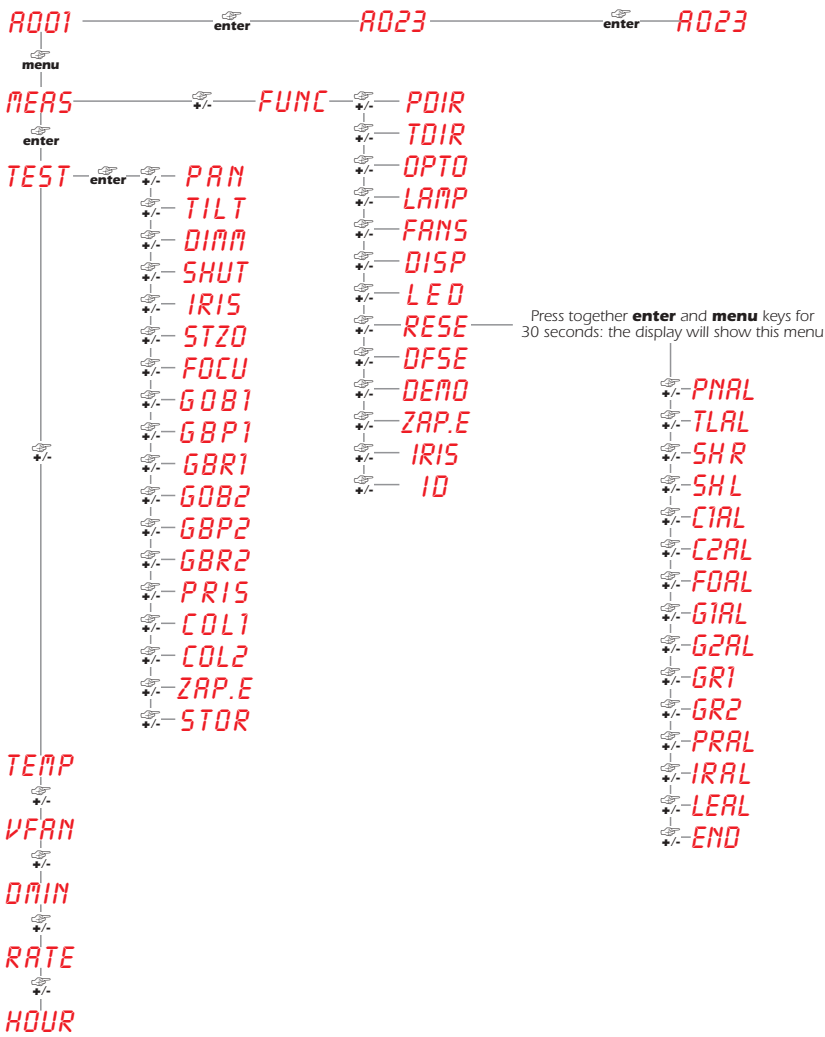 A001 enter A023 enter A023
menu
MEAS +/- FUNC +/- PDIR
enter +/- TDIR
TEST enter +/- PAN +/- OPTO
+/- TILT +/- LAMP
+/- DIMM +/- FANS
+/- SHUT +/- DISP
+/- IRIS +/- LED
+/- STZO +/- RESE
Press together enter and menu keys for
30 seconds: the display will show this menu
+/- FOCU +/- DFSE
+/- GOB1 +/- DEMO +/- PNAL
+/- GBP1 +/- ZAP.E +/- TLAL
+/- +/- GBR1 +/- IRIS +/- SH R
+/- GOB2 +/- ID +/- SH L
+/- GBP2 +/- C1AL
+/- GBR2 +/- C2AL
+/- PRIS +/- FOAL
+/- COL1 +/- G1AL
+/- COL2 +/- G2AL
+/- ZAP.E +/- GR1
+/- STOR +/- GR2
TEMP +/- PRAL
+/- +/- IRAL
VFAN +/- LEAL
+/- +/- END
DMIN
+/-
RATE
+/-
HOUR